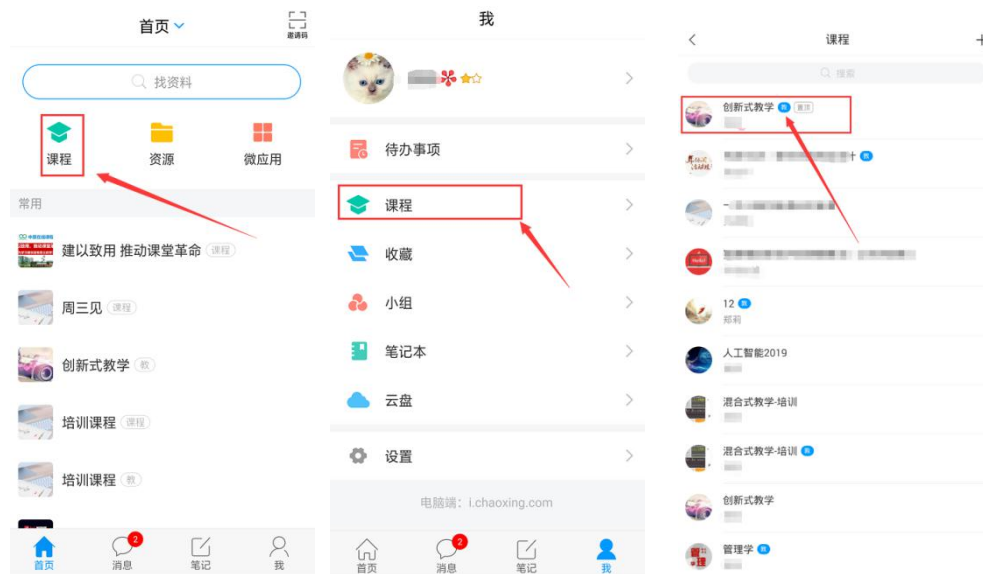 首页
邀请码
找资料
课程
资源
微应用
常用
建以致用 推动课堂革命 课程
周三见 课程
创新式教学 教
培训课程 课程
培训课程 教
首页
2
消息
笔记
我
我
待办事项
课程
收藏
小组
笔记本
云盘
设置
电脑端：i.chaoxing.com
首页
2
消息
笔记
我
课程
搜索
创新式教学 教 置顶
教
12 教
郑莉
人工智能2019
混合式教学-培训
混合式教学-培训 教
创新式教学
管理学 教